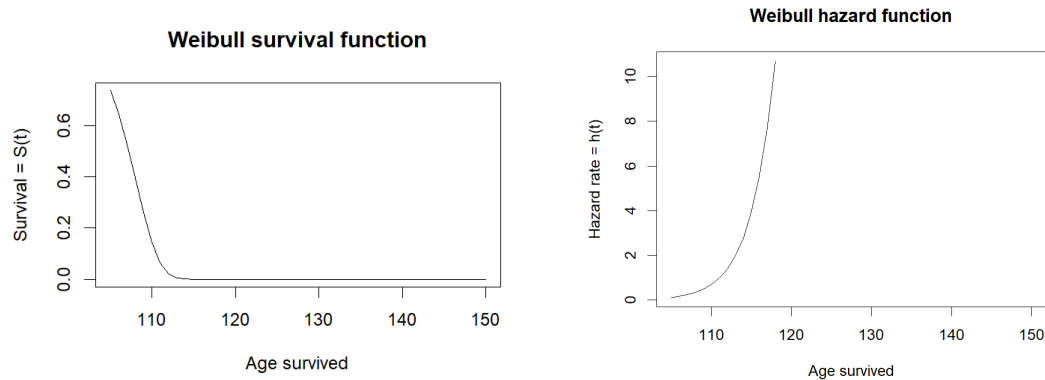 Weibull survival function
Survival = S(t)
0.6
0.4
0.2
0.0
110 120 130 140 150
Age survived
Weibull hazard function
Hazard rate = h(t)
10
8
6
4
2
0
110 120 130 140 150
Age survived